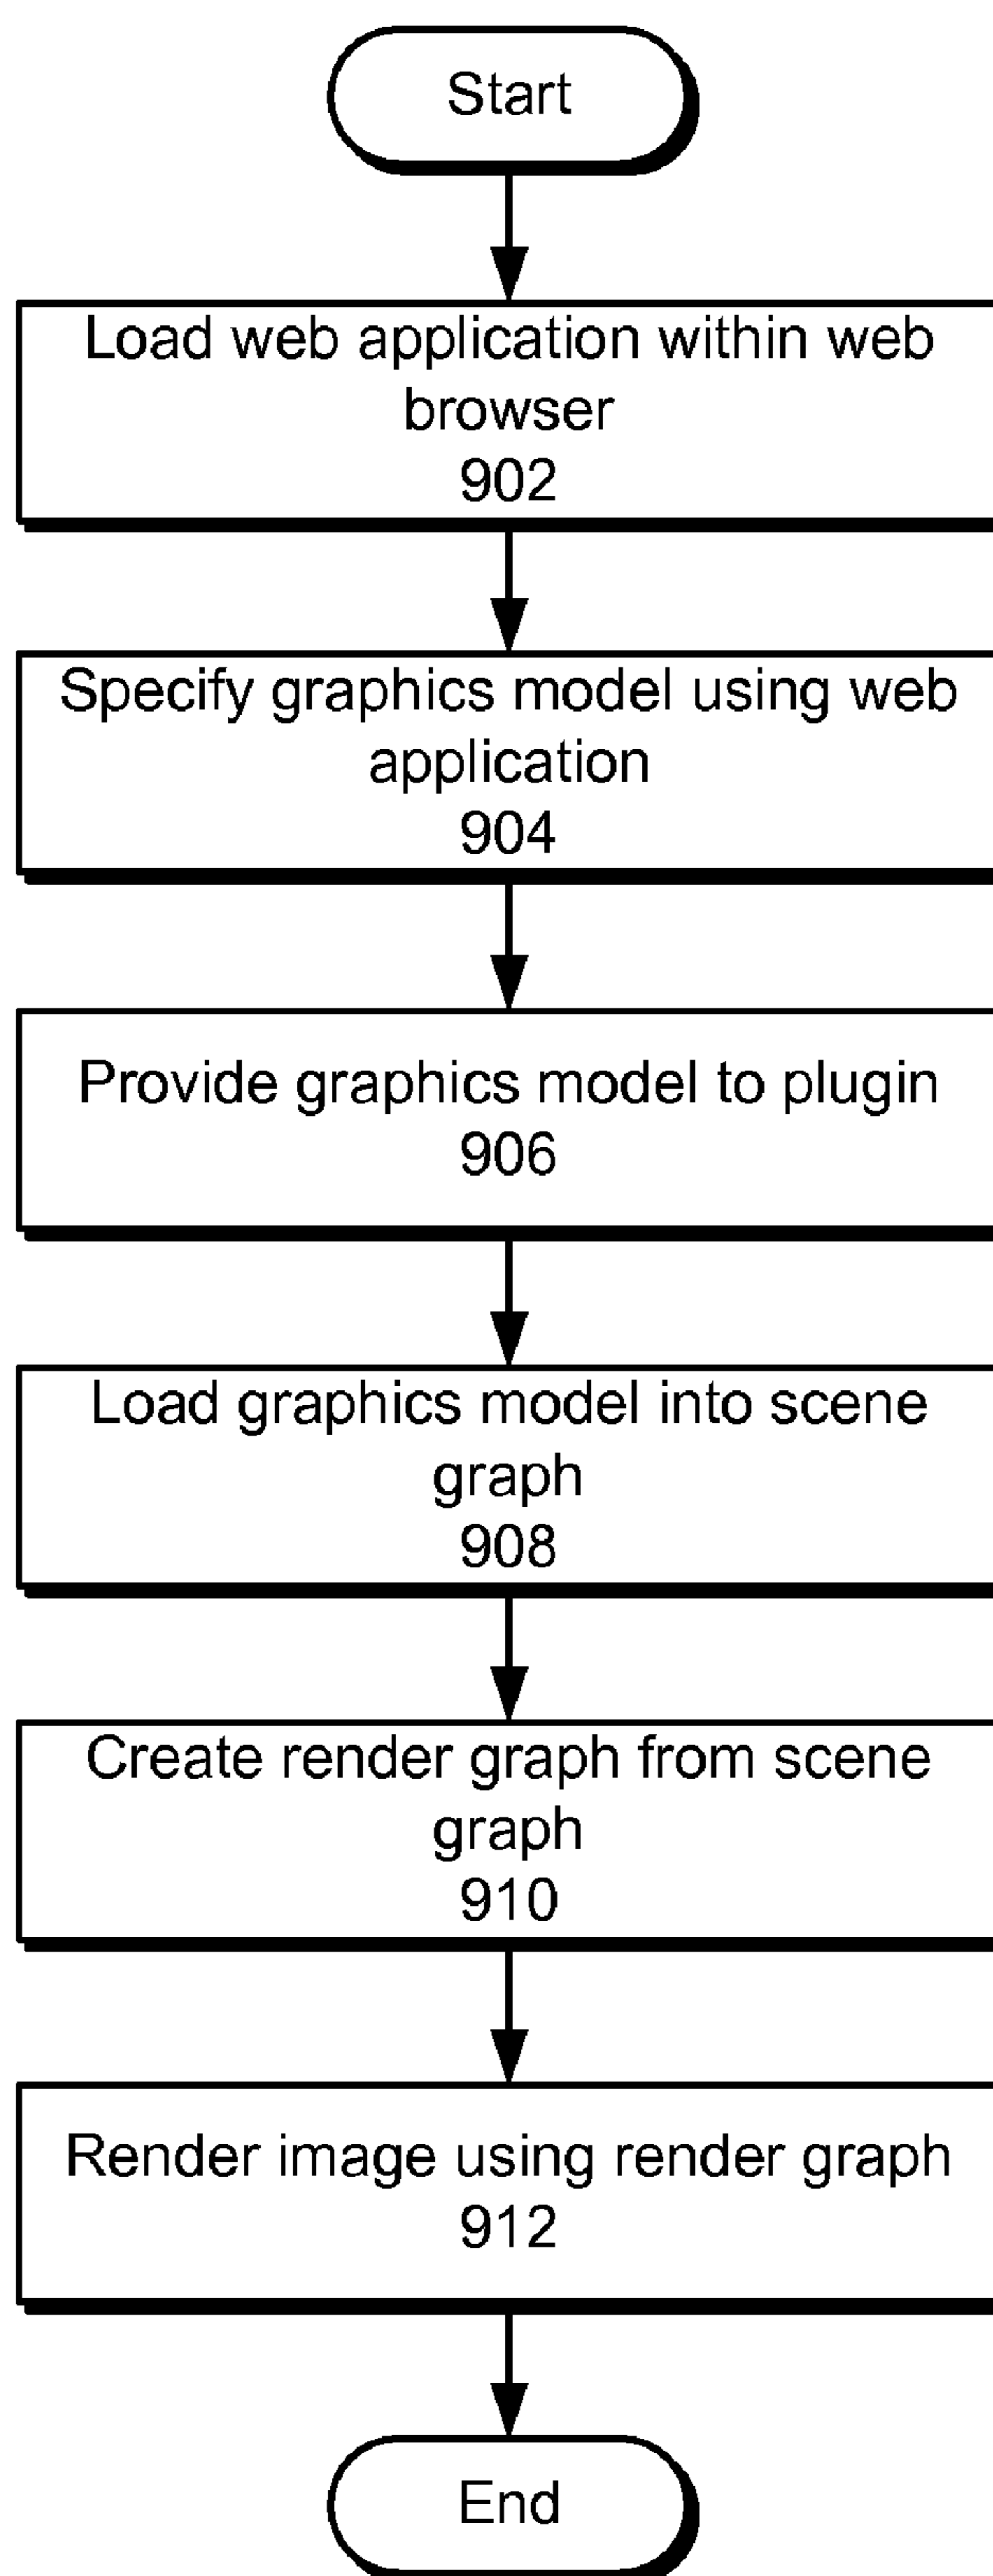 Start
Load web application within web
browser
902
Specify graphics model using web
application
904
Provide graphics model to plugin
906
Load graphics model into scene
graph
908
Create render graph from scene
graph
910
Render image using render graph
912
End